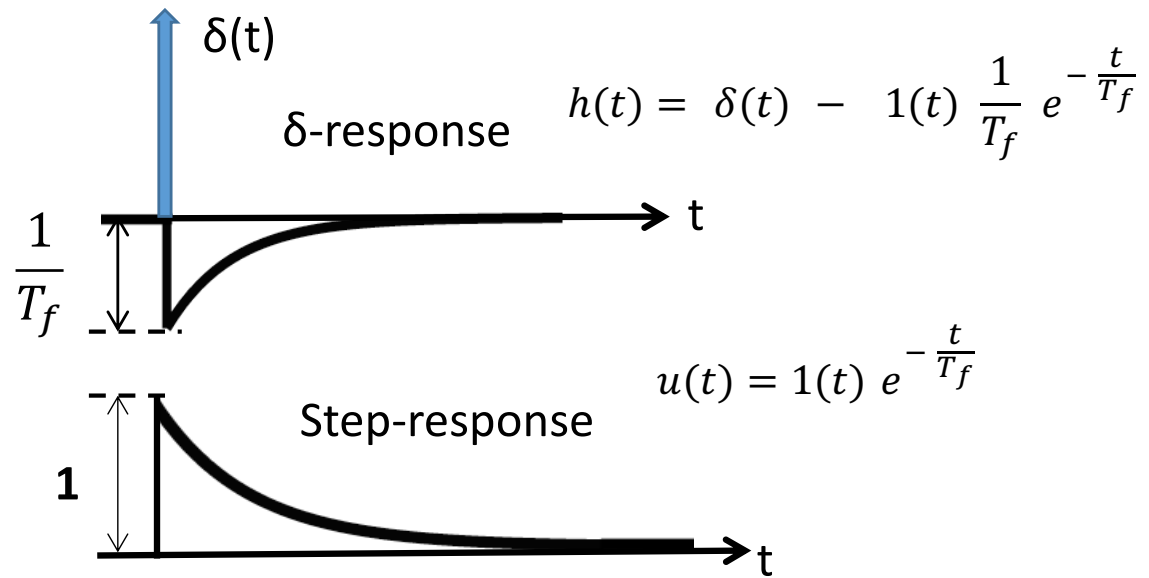 δ(t)
h(t) = δ(t) − 1(t) 1/T_f e^(−t/T_f)
δ-response
t
1/T_f
u(t) = 1(t) e^(−t/T_f)
Step-response
1
t